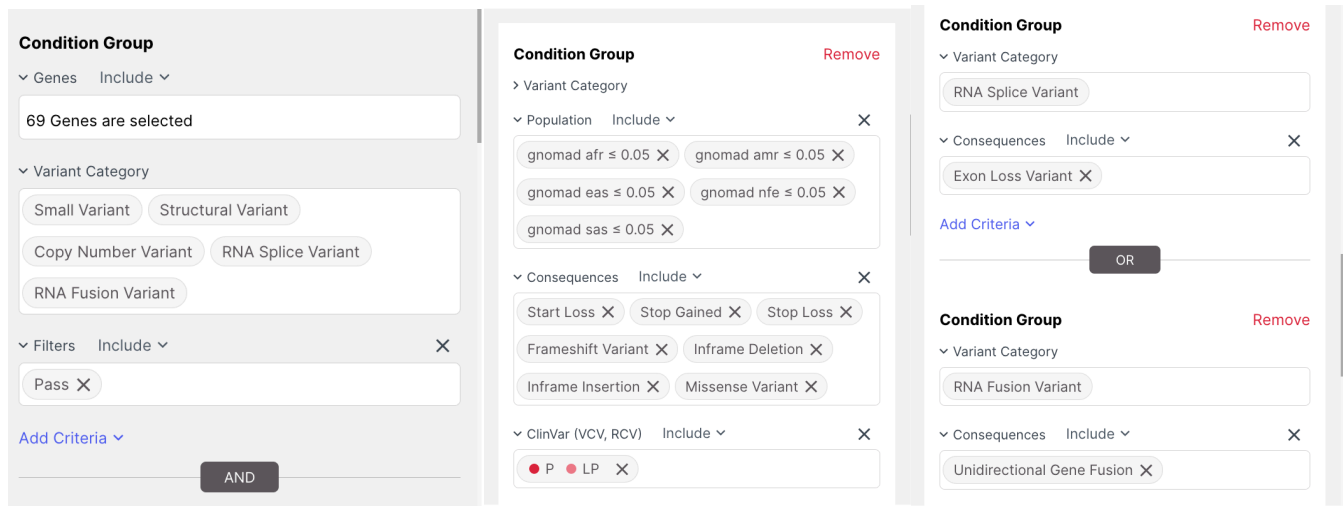 Condition Group
Genes Include
69 Genes are selected
Variant Category
Small Variant Structural Variant
Copy Number Variant RNA Splice Variant
RNA Fusion Variant
Filters Include
Pass
Add Criteria
AND
Condition Group Remove
Variant Category
Population Include
gnomad afr ≤ 0.05 gnomad amr ≤ 0.05
gnomad eas ≤ 0.05 gnomad nfe ≤ 0.05
gnomad sas ≤ 0.05
Consequences Include
Start Loss Stop Gained Stop Loss
Frameshift Variant Inframe Deletion
Inframe Insertion Missense Variant
ClinVar (VCV, RCV) Include
P LP
Condition Group Remove
Variant Category
RNA Splice Variant
Consequences Include
Exon Loss Variant
Add Criteria
OR
Condition Group Remove
Variant Category
RNA Fusion Variant
Consequences Include
Unidirectional Gene Fusion